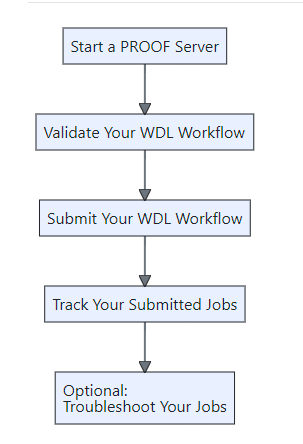 Start a PROOF Server
Validate Your WDL Workflow
Submit Your WDL Workflow
Track Your Submitted Jobs
Optional:
Troubleshoot Your Jobs